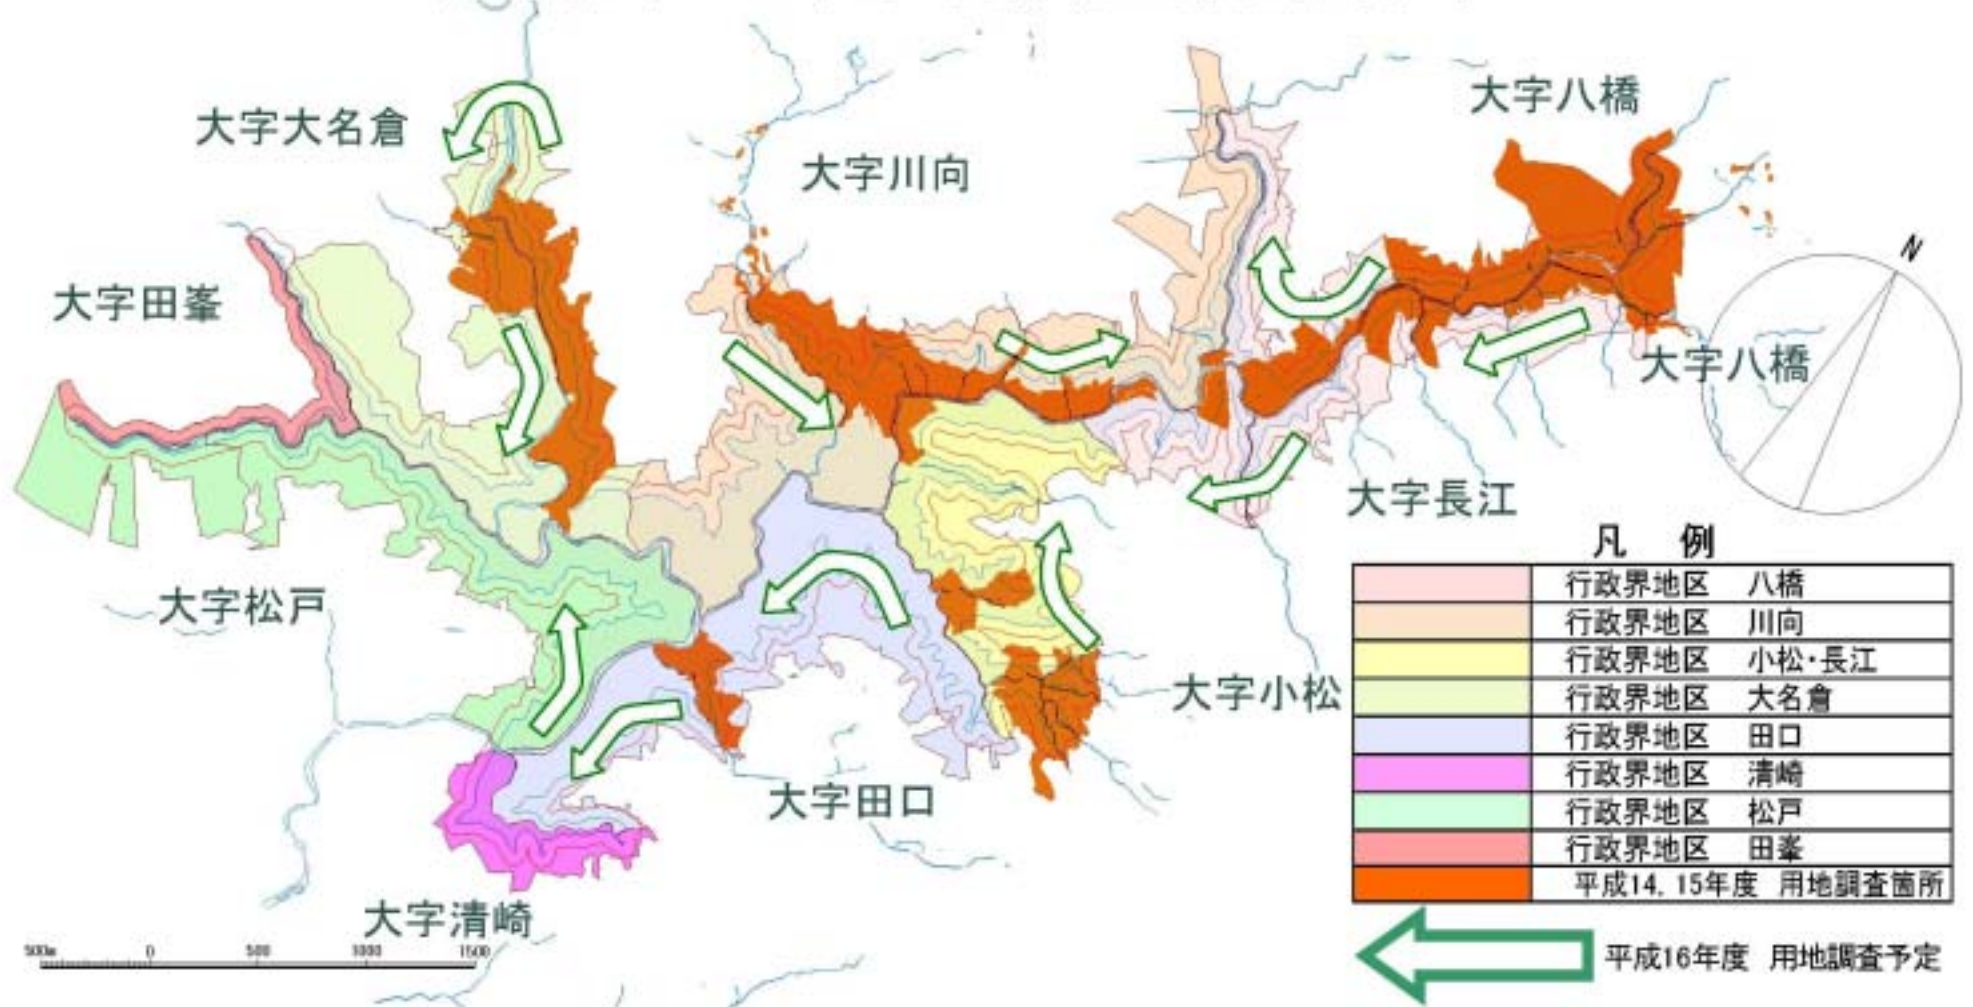 大字八橋
大字大名倉
大字川向
N
大字田峯
大字八橋
大字長江
大字松戸
大字小松
大字田口
大字清崎
凡 例
行政界地区 八橋
行政界地区 川向
行政界地区 小松・長江
行政界地区 大名倉
行政界地区 田口
行政界地区 清崎
行政界地区 松戸
行政界地区 田峯
平成14,15年度 用地調査箇所
平成16年度 用地調査予定
500m 0 500 1000 1500